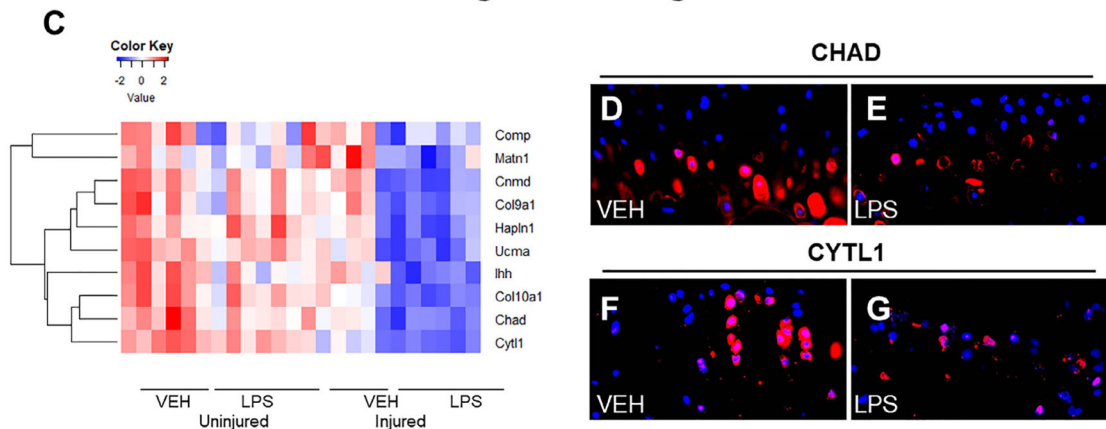 C
Color Key
-2 0 2
Value
Comp
Matn1
Cnmd
Col9a1
Hapln1
Ucma
Ihh
Col10a1
Chad
Cytl1
VEH LPS VEH LPS
Uninjured Injured
CHAD
D E
VEH LPS
CYTL1
F G
VEH LPS